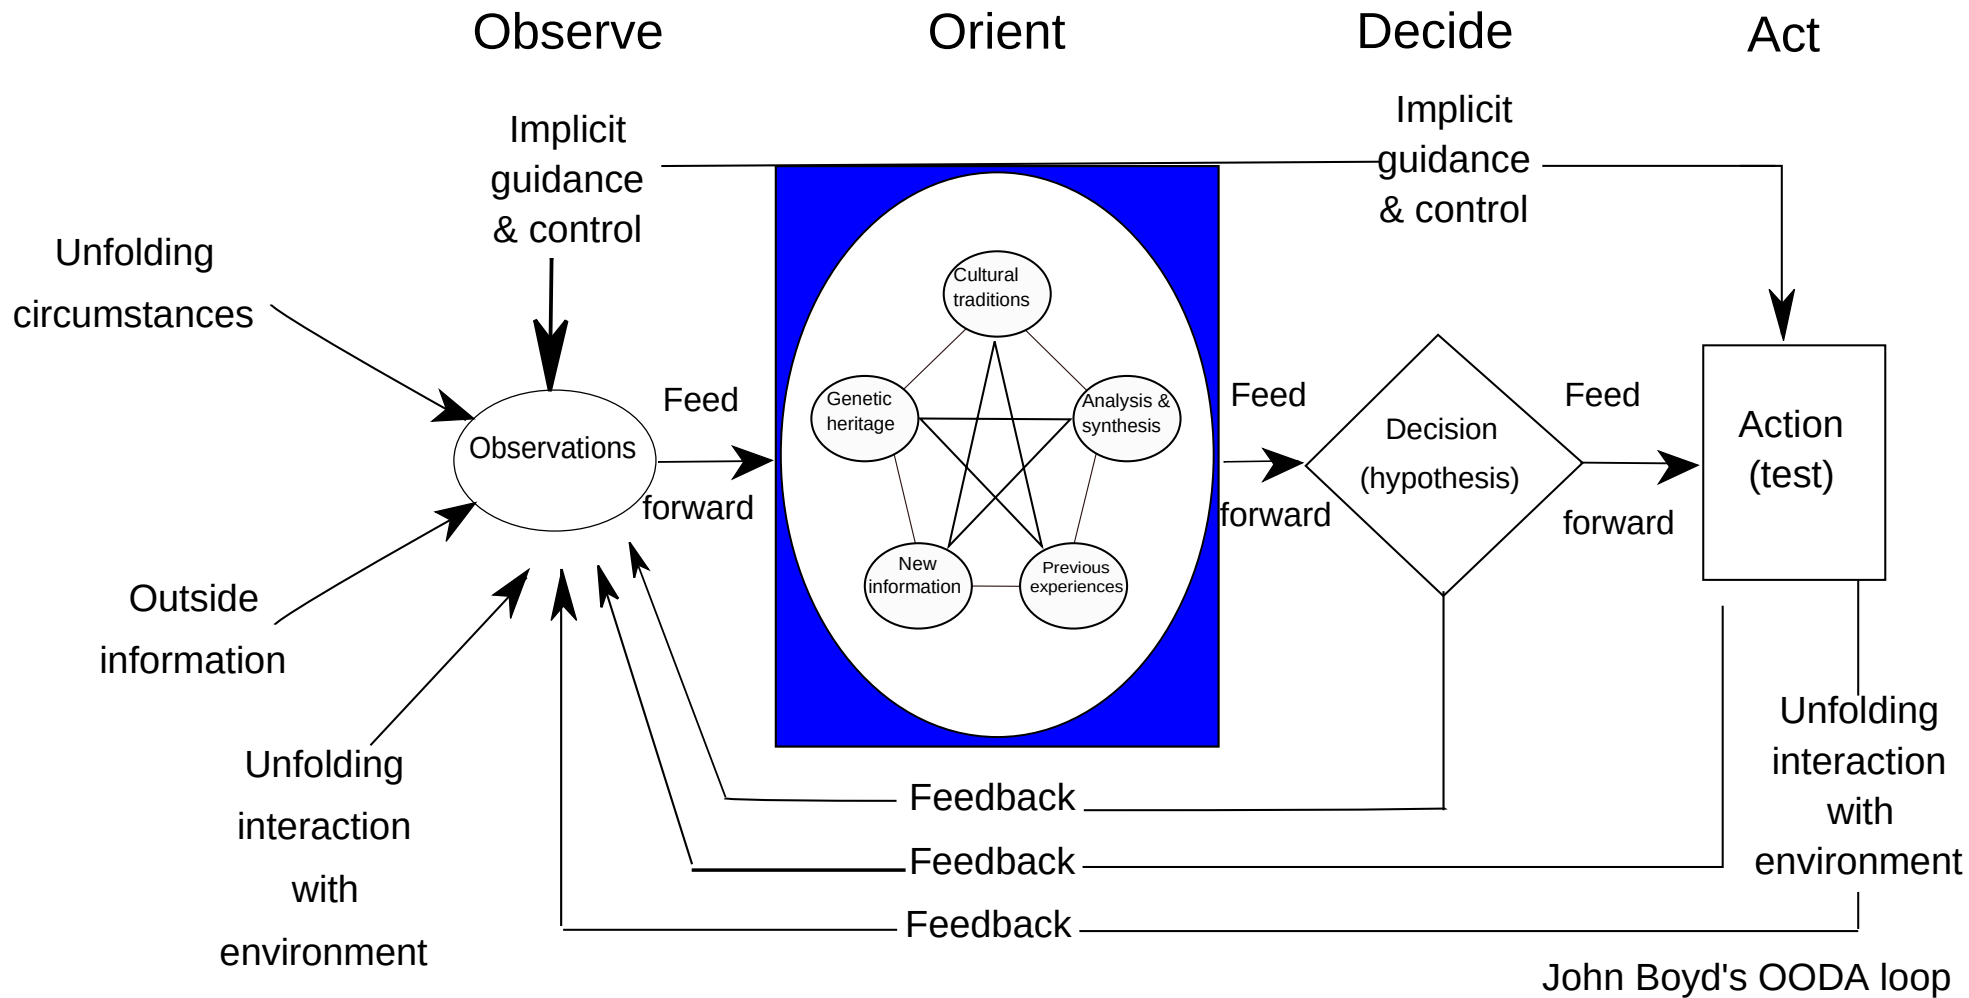 Observe
Orient
Decide
Act
Implicit
guidance
& control
Implicit
guidance
& control
Unfolding
circumstances
Cultural
traditions
Genetic
heritage
Analysis &
synthesis
New
information
Previous
experiences
Feed
forward
Observations
Feed
forward
Decision
(hypothesis)
Feed
forward
Action
(test)
Outside
information
Unfolding
interaction
with
environment
Unfolding
interaction
with
environment
Feedback
Feedback
Feedback
John Boyd's OODA loop